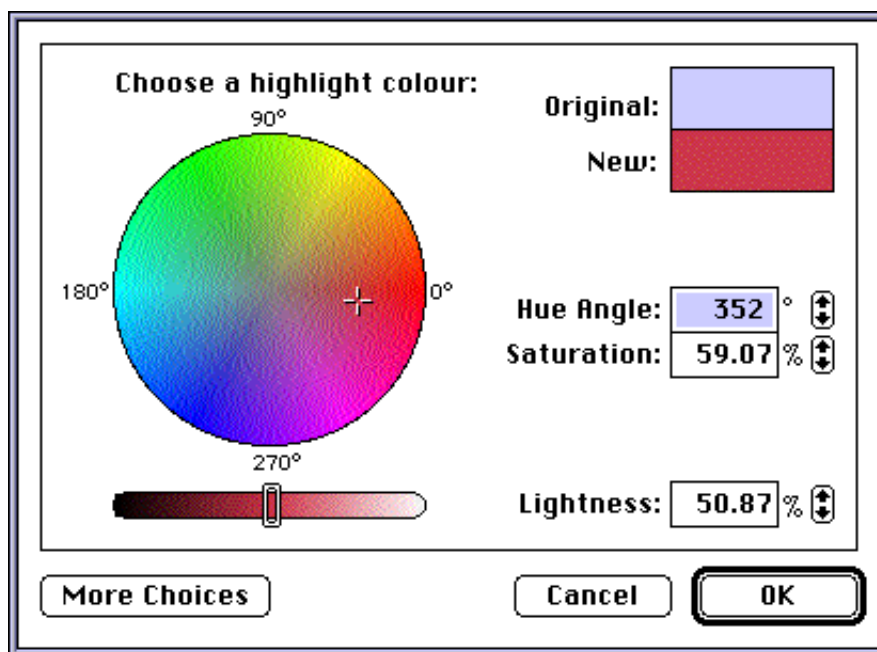 Choose a highlight colour:
90°
180°
0°
270°
Original:
New:
Hue Angle: 352 °
Saturation: 59.07 %
Lightness: 50.87 %
More Choices
Cancel
OK